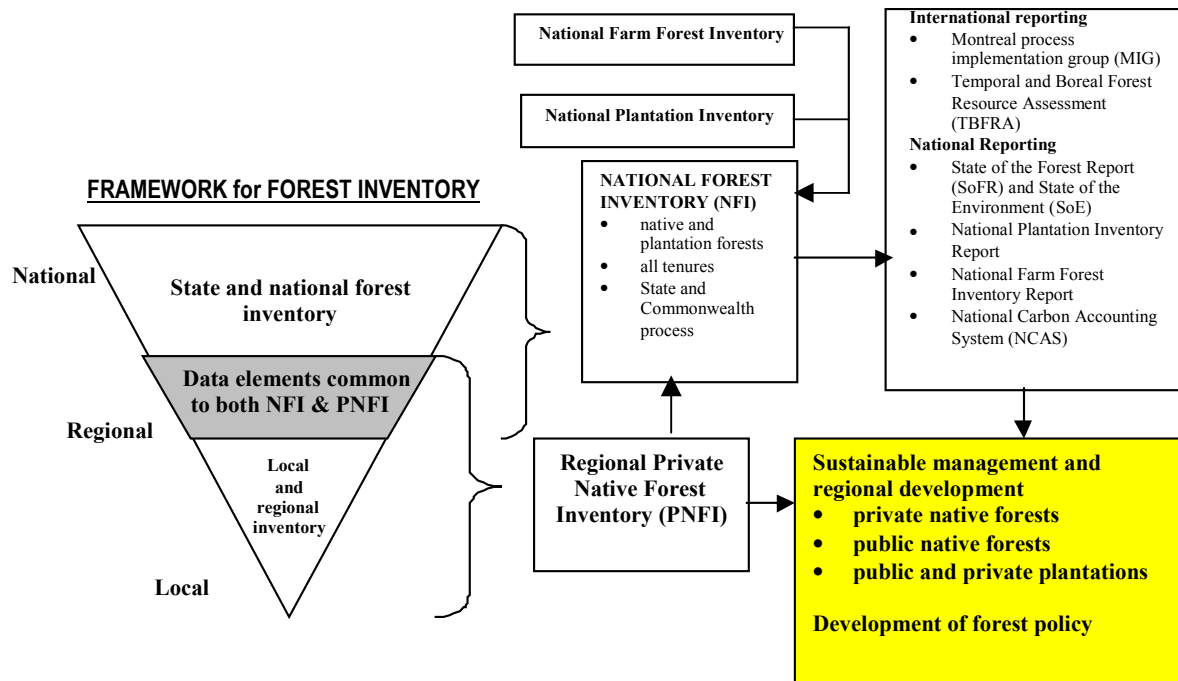 FRAMEWORK for FOREST INVENTORY
National
State and national forest
inventory
Data elements common
to both NFI & PNFI
Regional
Local
and
regional
inventory
Local
National Farm Forest Inventory
National Plantation Inventory
NATIONAL FOREST
INVENTORY (NFI)
• native and
plantation forests
• all tenures
• State and
Commonwealth
process
Regional Private
Native Forest
Inventory (PNFI)
International reporting
• Montreal process
implementation group (MIG)
• Temporal and Boreal Forest
Resource Assessment
(TBFRA)
National Reporting
• State of the Forest Report
(SoFR) and State of the
Environment (SoE)
• National Plantation Inventory
Report
• National Farm Forest
Inventory Report
• National Carbon Accounting
System (NCAS)
Sustainable management and
regional development
• private native forests
• public native forests
• public and private plantations
Development of forest policy